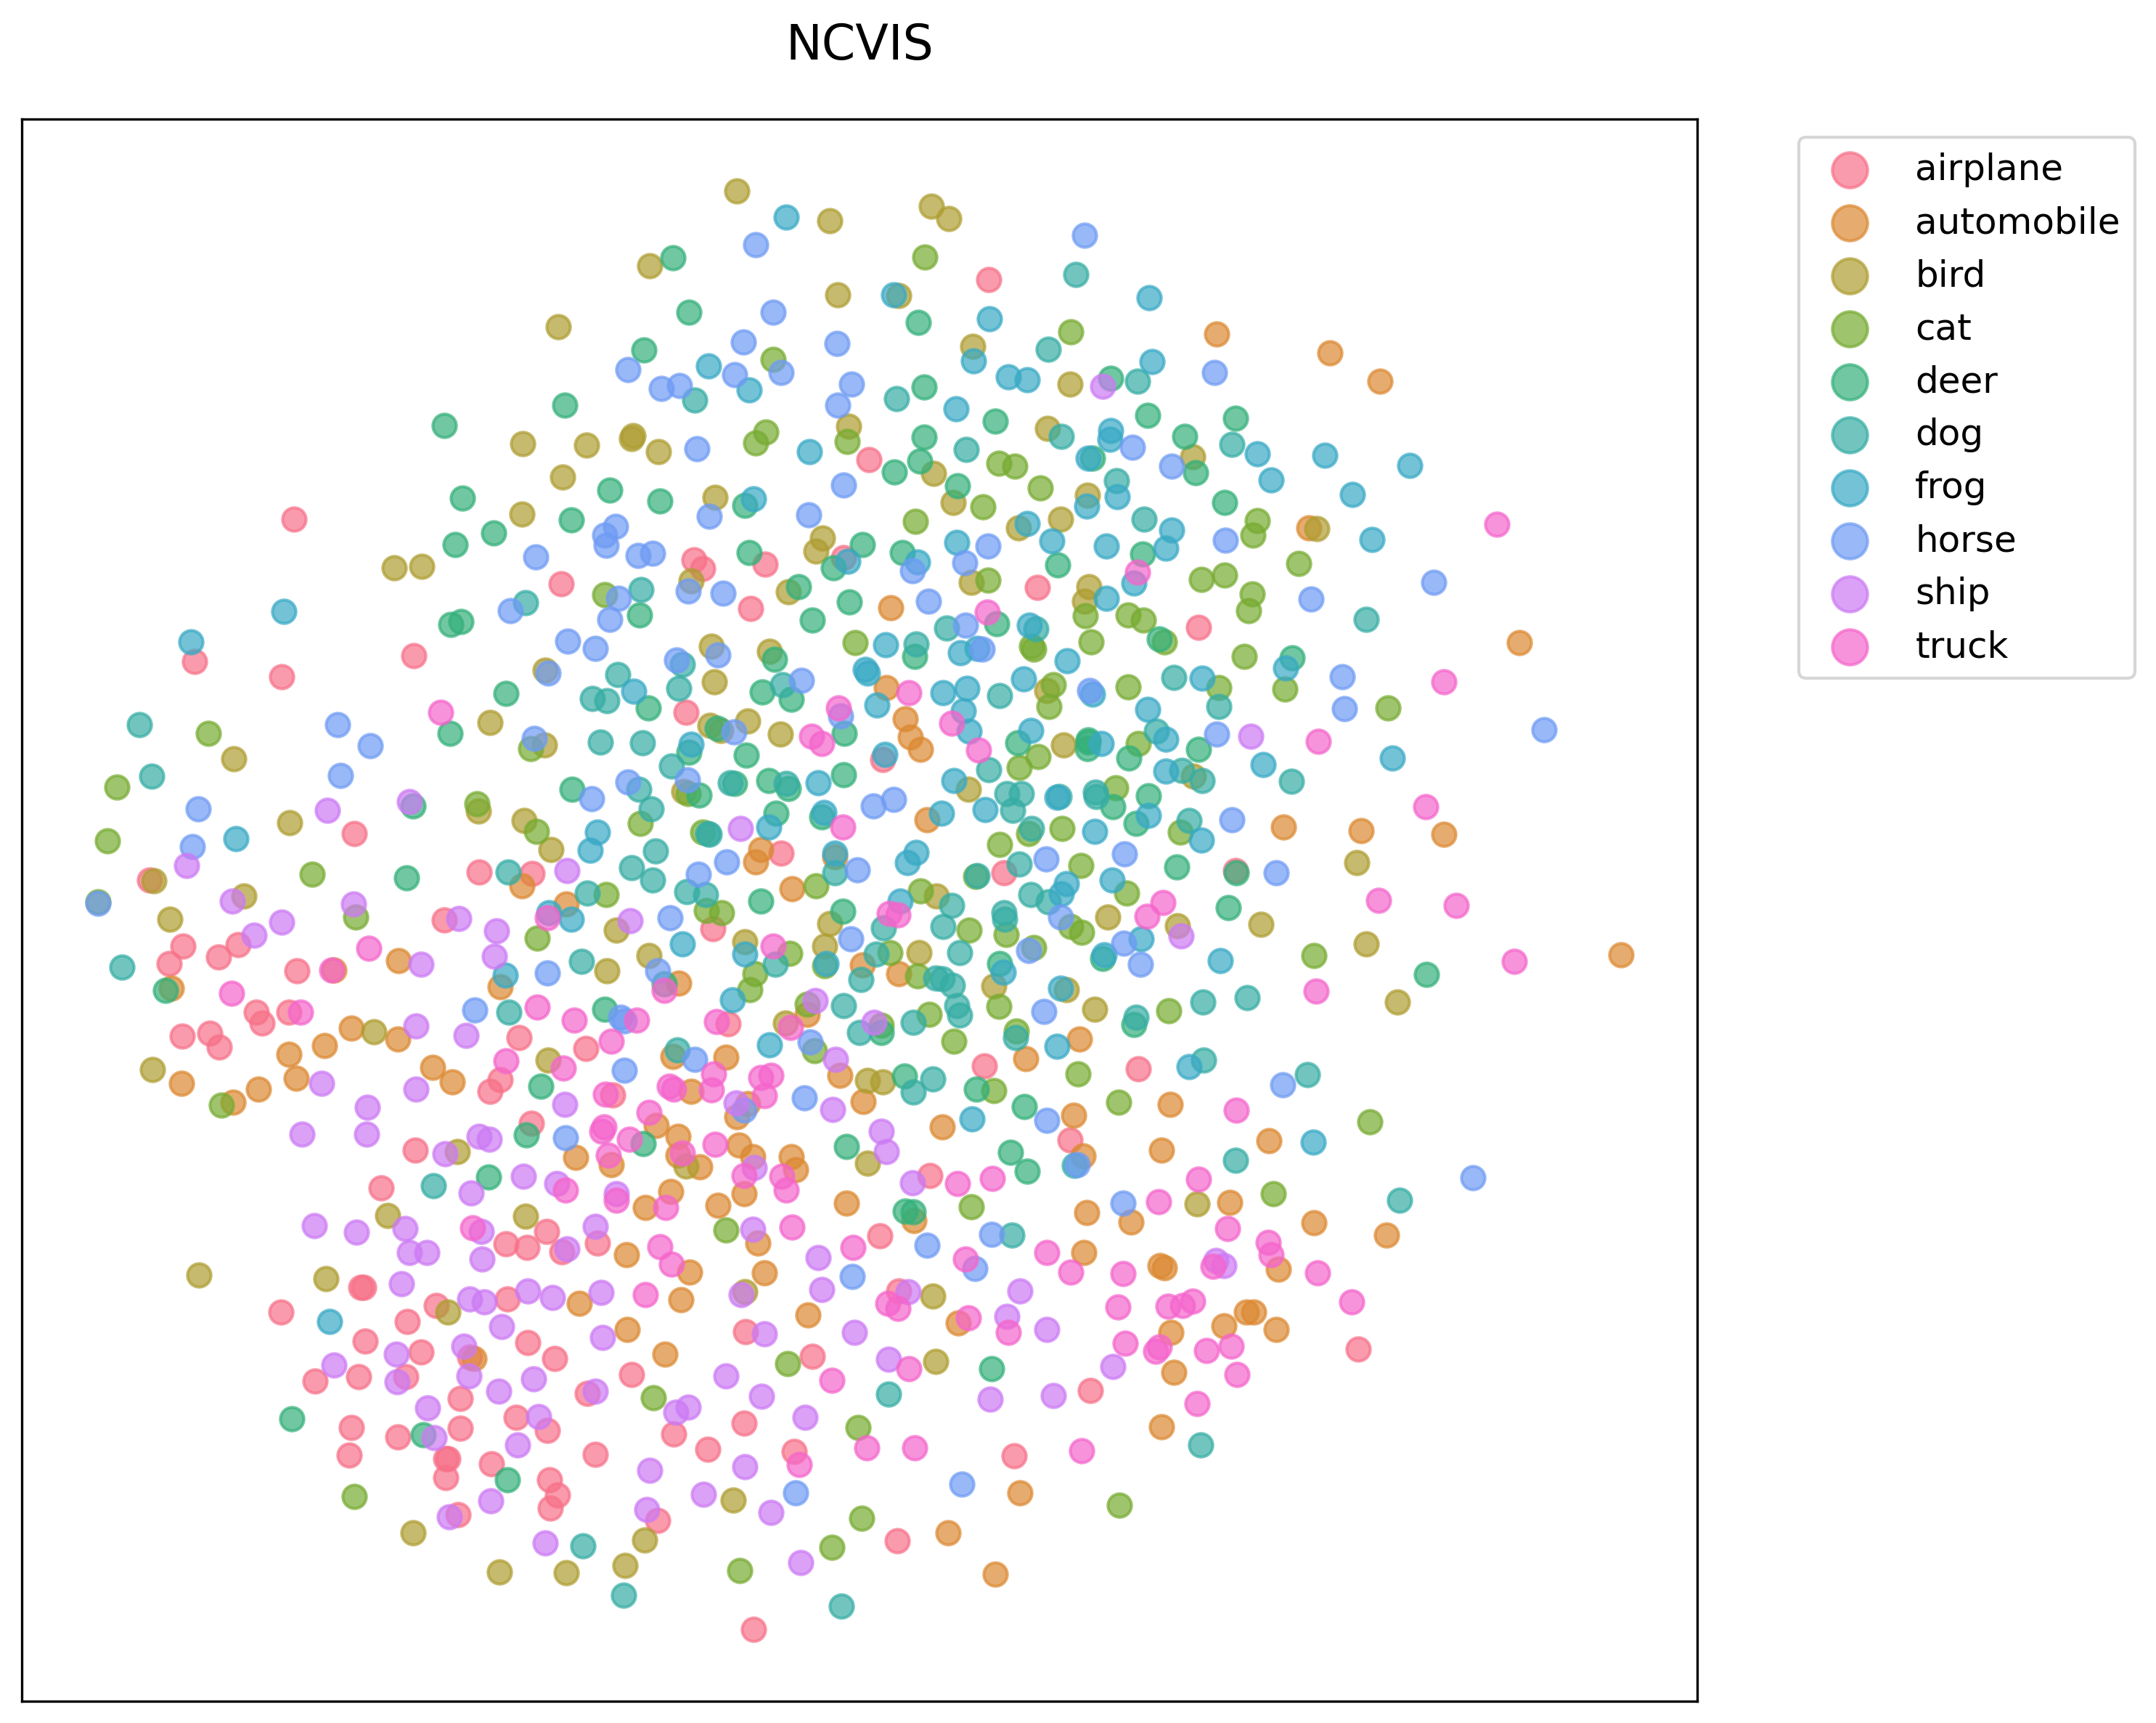 NCVIS
airplane
automobile
bird
cat
deer
dog
frog
horse
ship
truck